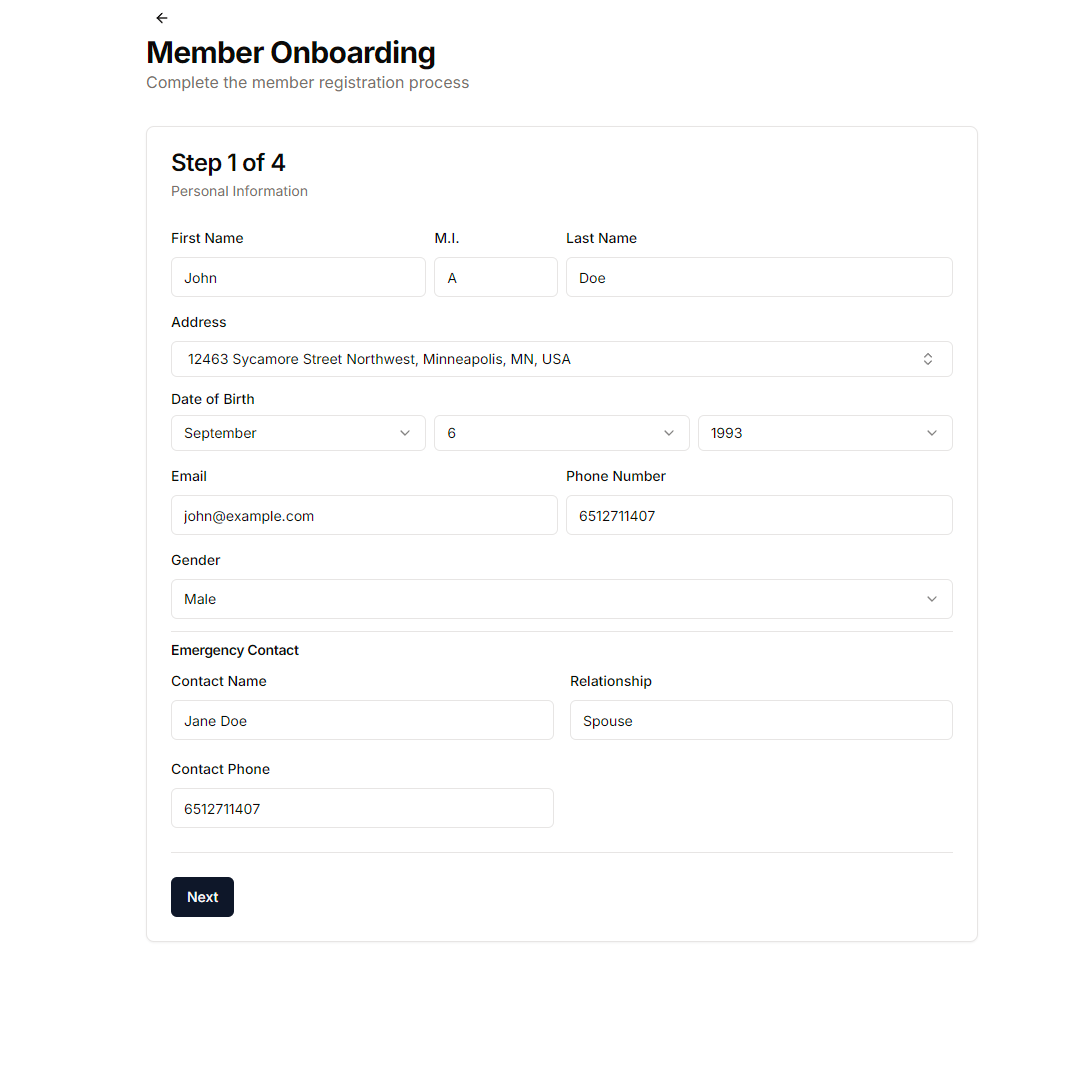 Member Onboarding
Complete the member registration process
Step 1 of 4
Personal Information
First Name M.I. Last Name
John A Doe
Address
12463 Sycamore Street Northwest, Minneapolis, MN, USA
Date of Birth
September 6 1993
Email Phone Number
john@example.com 6512711407
Gender
Male
Emergency Contact
Contact Name Relationship
Jane Doe Spouse
Contact Phone
6512711407
Next